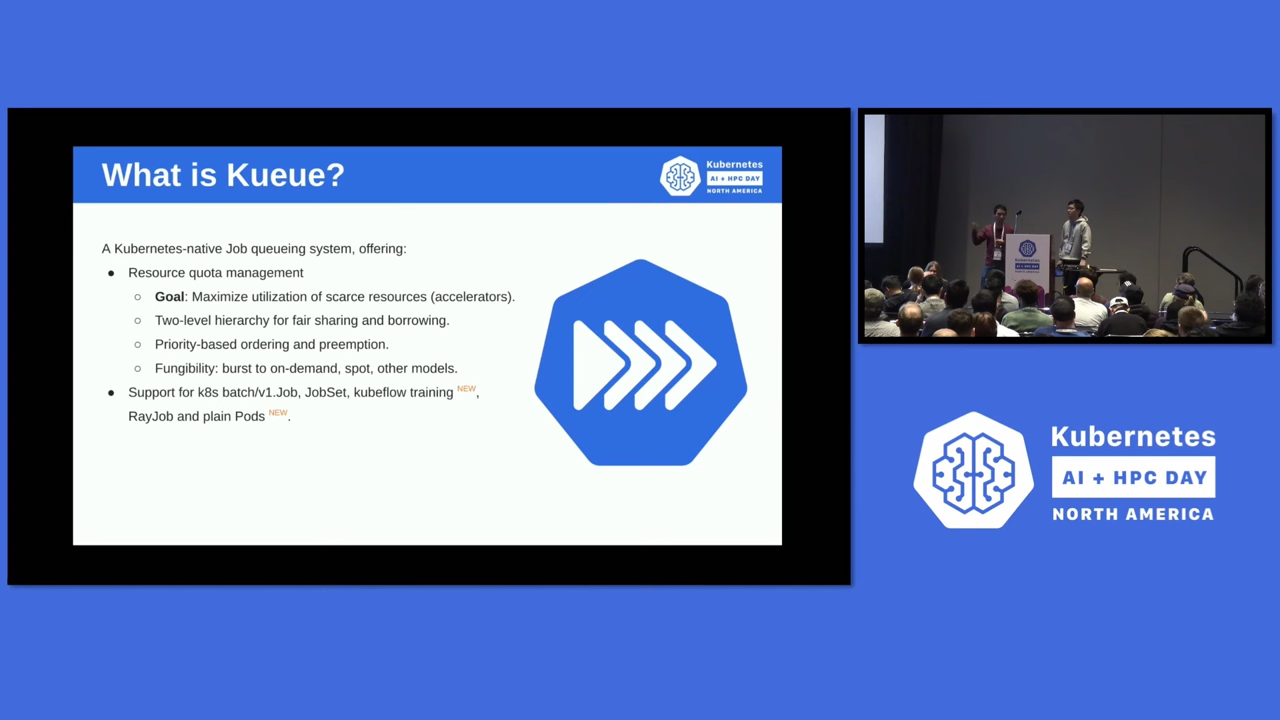 What is Kueue?
Kubernetes
AI + HPC DAY
NORTH AMERICA
A Kubernetes-native Job queueing system, offering:
● Resource quota management
○ Goal: Maximize utilization of scarce resources (accelerators).
○ Two-level hierarchy for fair sharing and borrowing.
○ Priority-based ordering and preemption.
○ Fungibility: burst to on-demand, spot, other models.
● Support for k8s batch/v1.Job, JobSet, kubeflow training NEW,
RayJob and plain Pods NEW.
Kubernetes
AI + HPC DAY
NORTH AMERICA